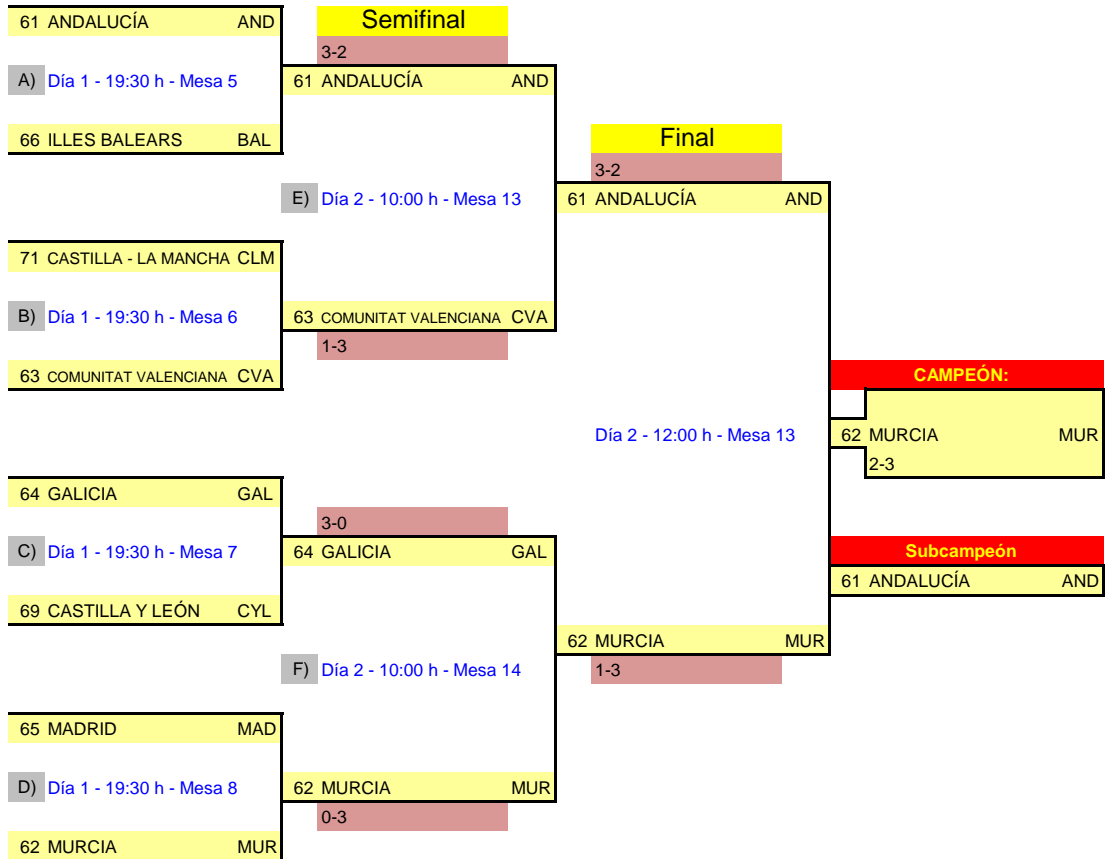 61 ANDALUCÍA AND
Semifinal
3-2
A) Día 1 - 19:30 h - Mesa 5
61 ANDALUCÍA AND
66 ILLES BALEARS BAL
Final
3-2
E) Día 2 - 10:00 h - Mesa 13
61 ANDALUCÍA AND
71 CASTILLA - LA MANCHA CLM
B) Día 1 - 19:30 h - Mesa 6
63 COMUNITAT VALENCIANA CVA
1-3
63 COMUNITAT VALENCIANA CVA
CAMPEÓN:
Día 2 - 12:00 h - Mesa 13
62 MURCIA MUR
2-3
64 GALICIA GAL
3-0
C) Día 1 - 19:30 h - Mesa 7
64 GALICIA GAL
Subcampeón
61 ANDALUCÍA AND
69 CASTILLA Y LEÓN CYL
62 MURCIA MUR
F) Día 2 - 10:00 h - Mesa 14
1-3
65 MADRID MAD
D) Día 1 - 19:30 h - Mesa 8
62 MURCIA MUR
0-3
62 MURCIA MUR